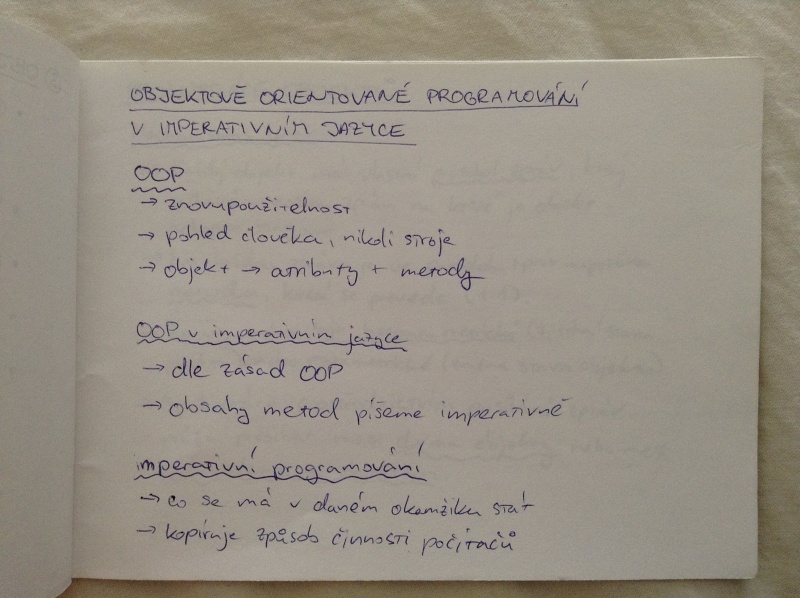 OBJEKTOVĚ ORIENTOVANÉ PROGRAMOVÁNÍ
V IMPERATIVNÍM JAZYCE
OOP
→ znovupoužitelnost
→ pohled člověka, nikoli stroje
→ objekt → atributy + metody
OOP v imperativním jazyce
→ dle zásad OOP
→ obsahy metod píšeme imperativně
imperativní programování
→ co se má v daném okamžiku stát
→ kopíruje způsob činnosti počítačů